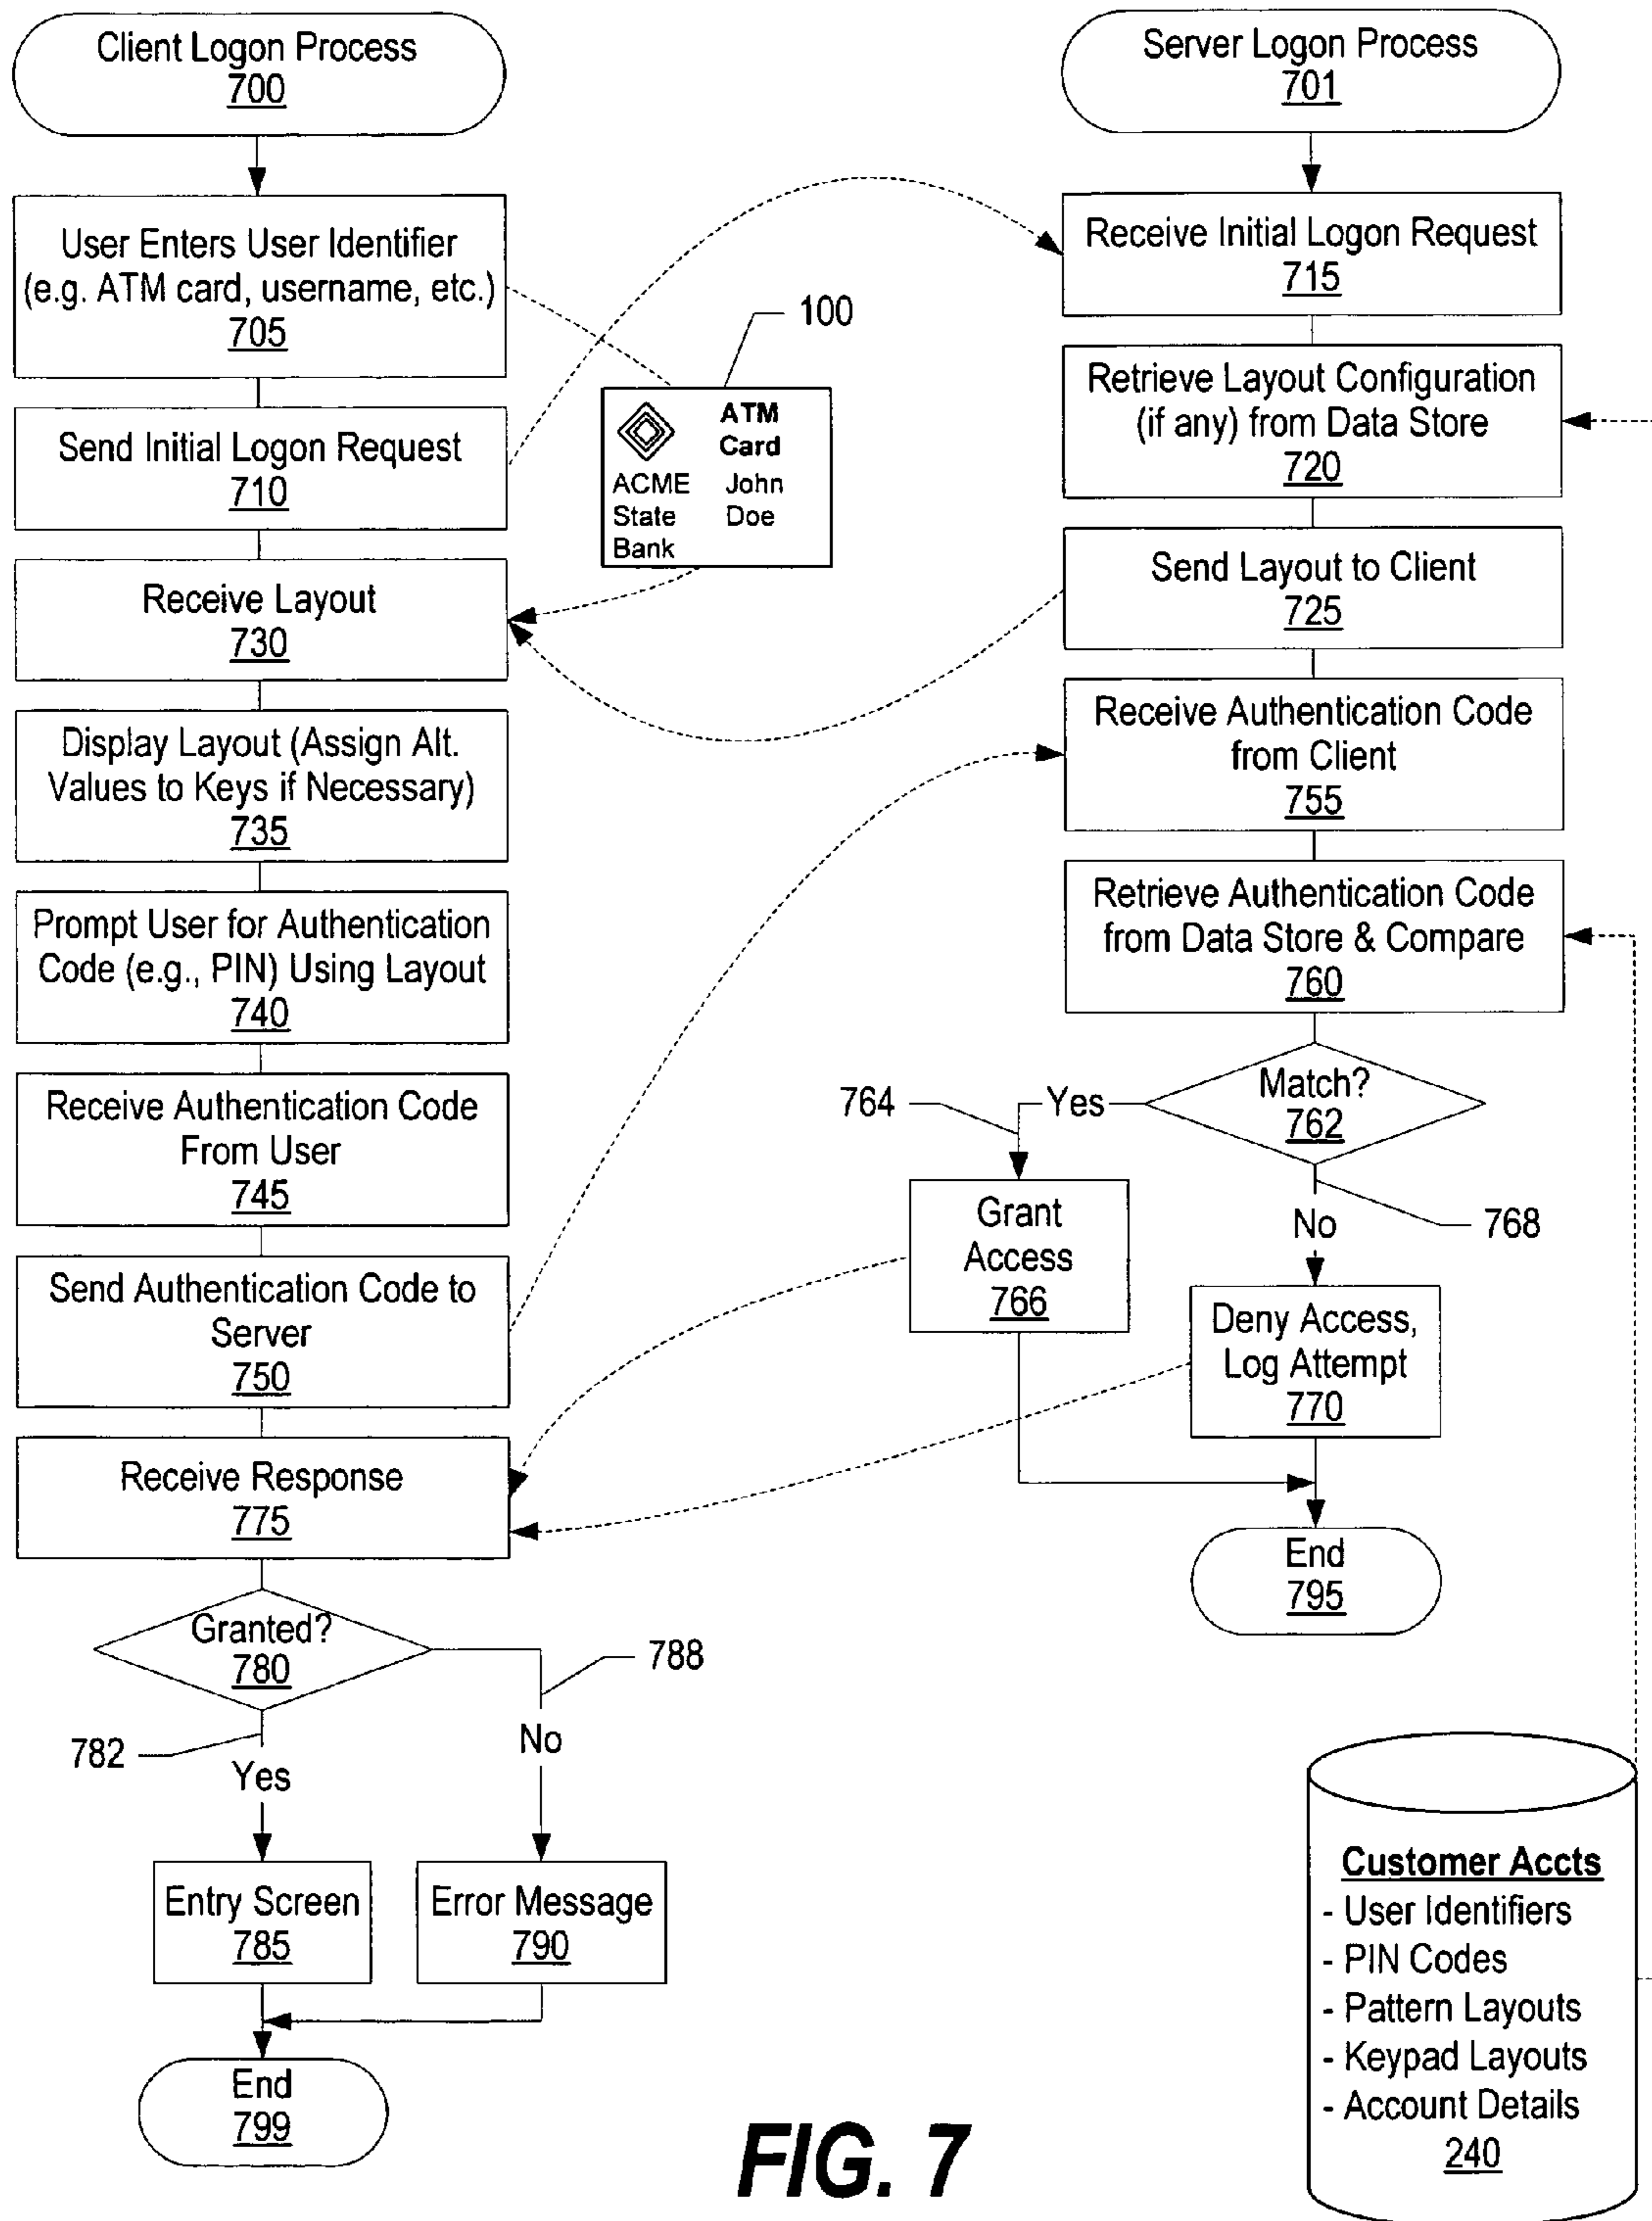 Client Logon Process
700
User Enters User Identifier
(e.g. ATM card, username, etc.)
705
Send Initial Logon Request
710
Receive Layout
730
Display Layout (Assign Alt.
Values to Keys if Necessary)
735
Prompt User for Authentication
Code (e.g., PIN) Using Layout
740
Receive Authentication Code
From User
745
Send Authentication Code to
Server
750
Receive Response
775
Granted?
780
782
Yes
788
No
Entry Screen
785
Error Message
790
End
799
100
ATM
Card
ACME
State
Bank
John
Doe
Server Logon Process
701
Receive Initial Logon Request
715
Retrieve Layout Configuration
(if any) from Data Store
720
Send Layout to Client
725
Receive Authentication Code
from Client
755
Retrieve Authentication Code
from Data Store & Compare
760
Match?
762
764
Yes
768
No
Grant
Access
766
Deny Access,
Log Attempt
770
End
795
Customer Accts
- User Identifiers
- PIN Codes
- Pattern Layouts
- Keypad Layouts
- Account Details
240
FIG. 7